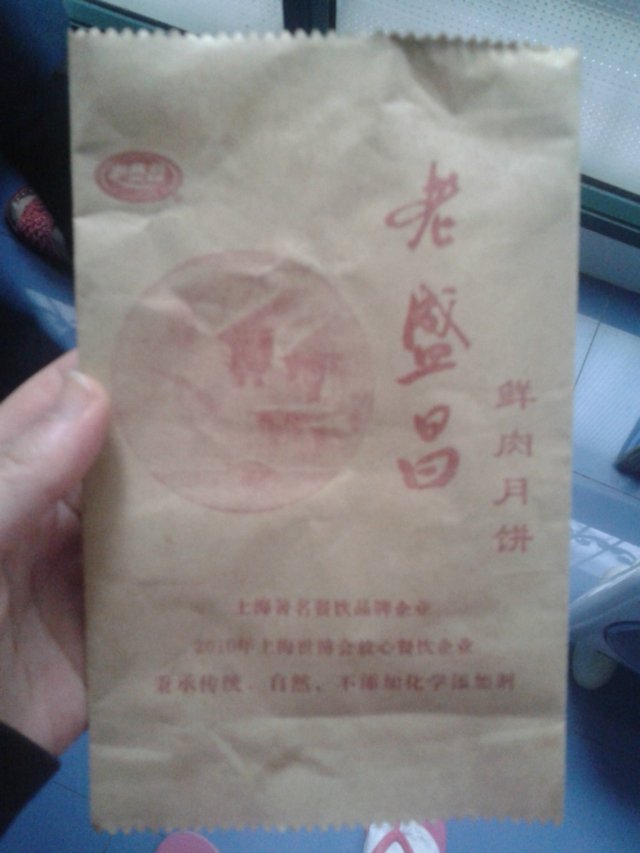 老盛昌
鲜肉月饼
上海著名餐饮品牌企业
2010年上海世博会放心餐饮企业
秉承传统、自然、不添加化学添加剂